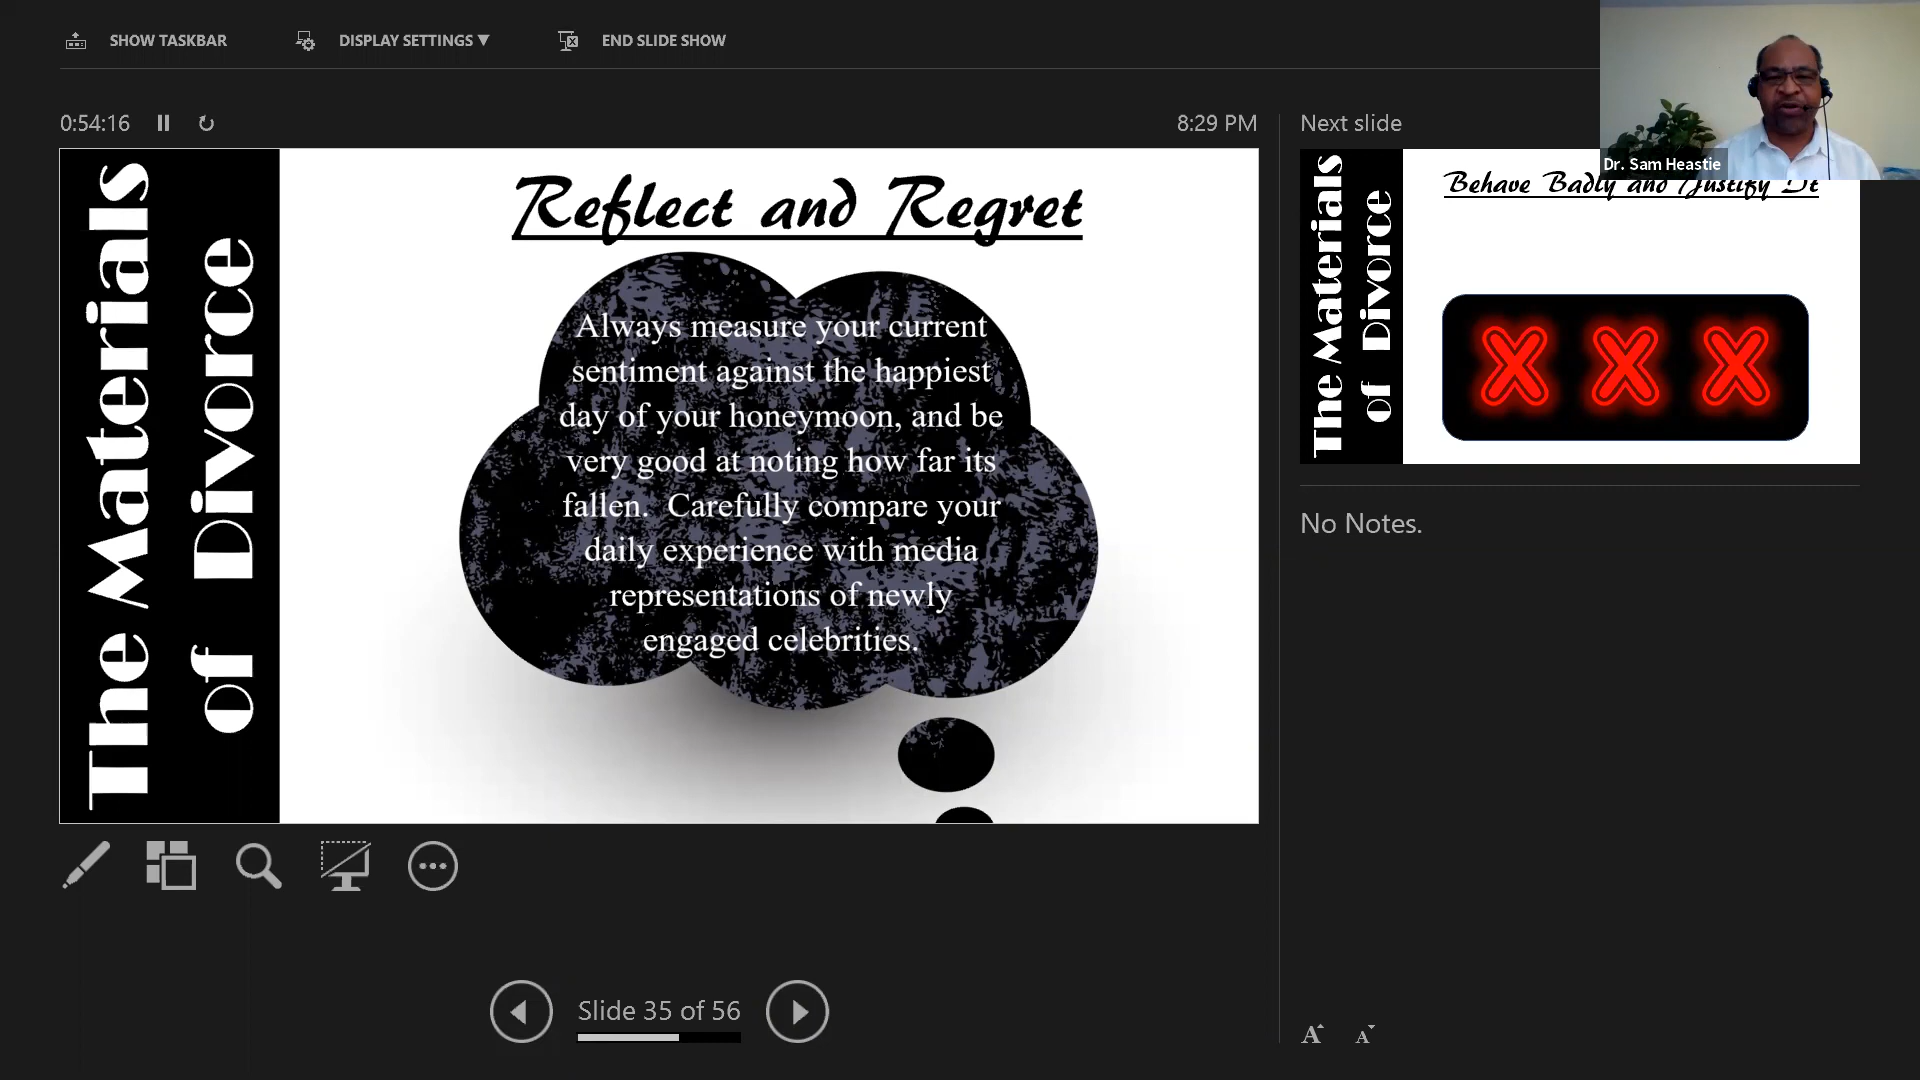 SHOW TASKBAR
DISPLAY SETTINGS ▼
END SLIDE SHOW
0:54:16
8:29 PM
Next slide
Dr. Sam Heastie
The Materials
of Divorce
Reflect and Regret
Always measure your current
sentiment against the happiest
day of your honeymoon, and be
very good at noting how far its
fallen. Carefully compare your
daily experience with media
representations of newly
engaged celebrities.
The Materials
of Divorce
Behave Badly and Justify It
X X X
No Notes.
Slide 35 of 56
A A